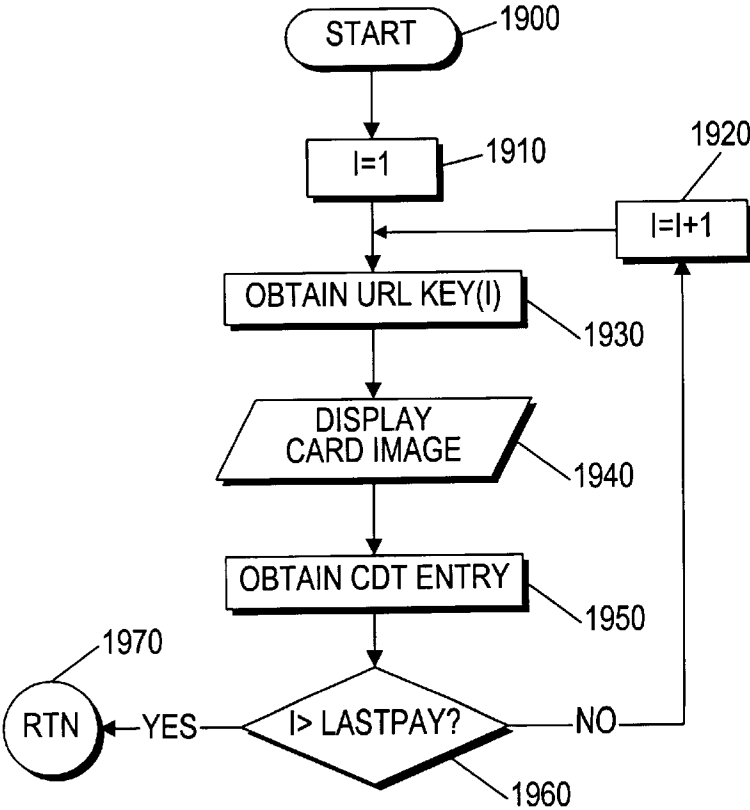 START
1900
I=1
1910
1920
I=I+1
OBTAIN URL KEY(I)
1930
DISPLAY
CARD IMAGE
1940
OBTAIN CDT ENTRY
1950
1970
RTN
YES
I> LASTPAY?
NO
1960